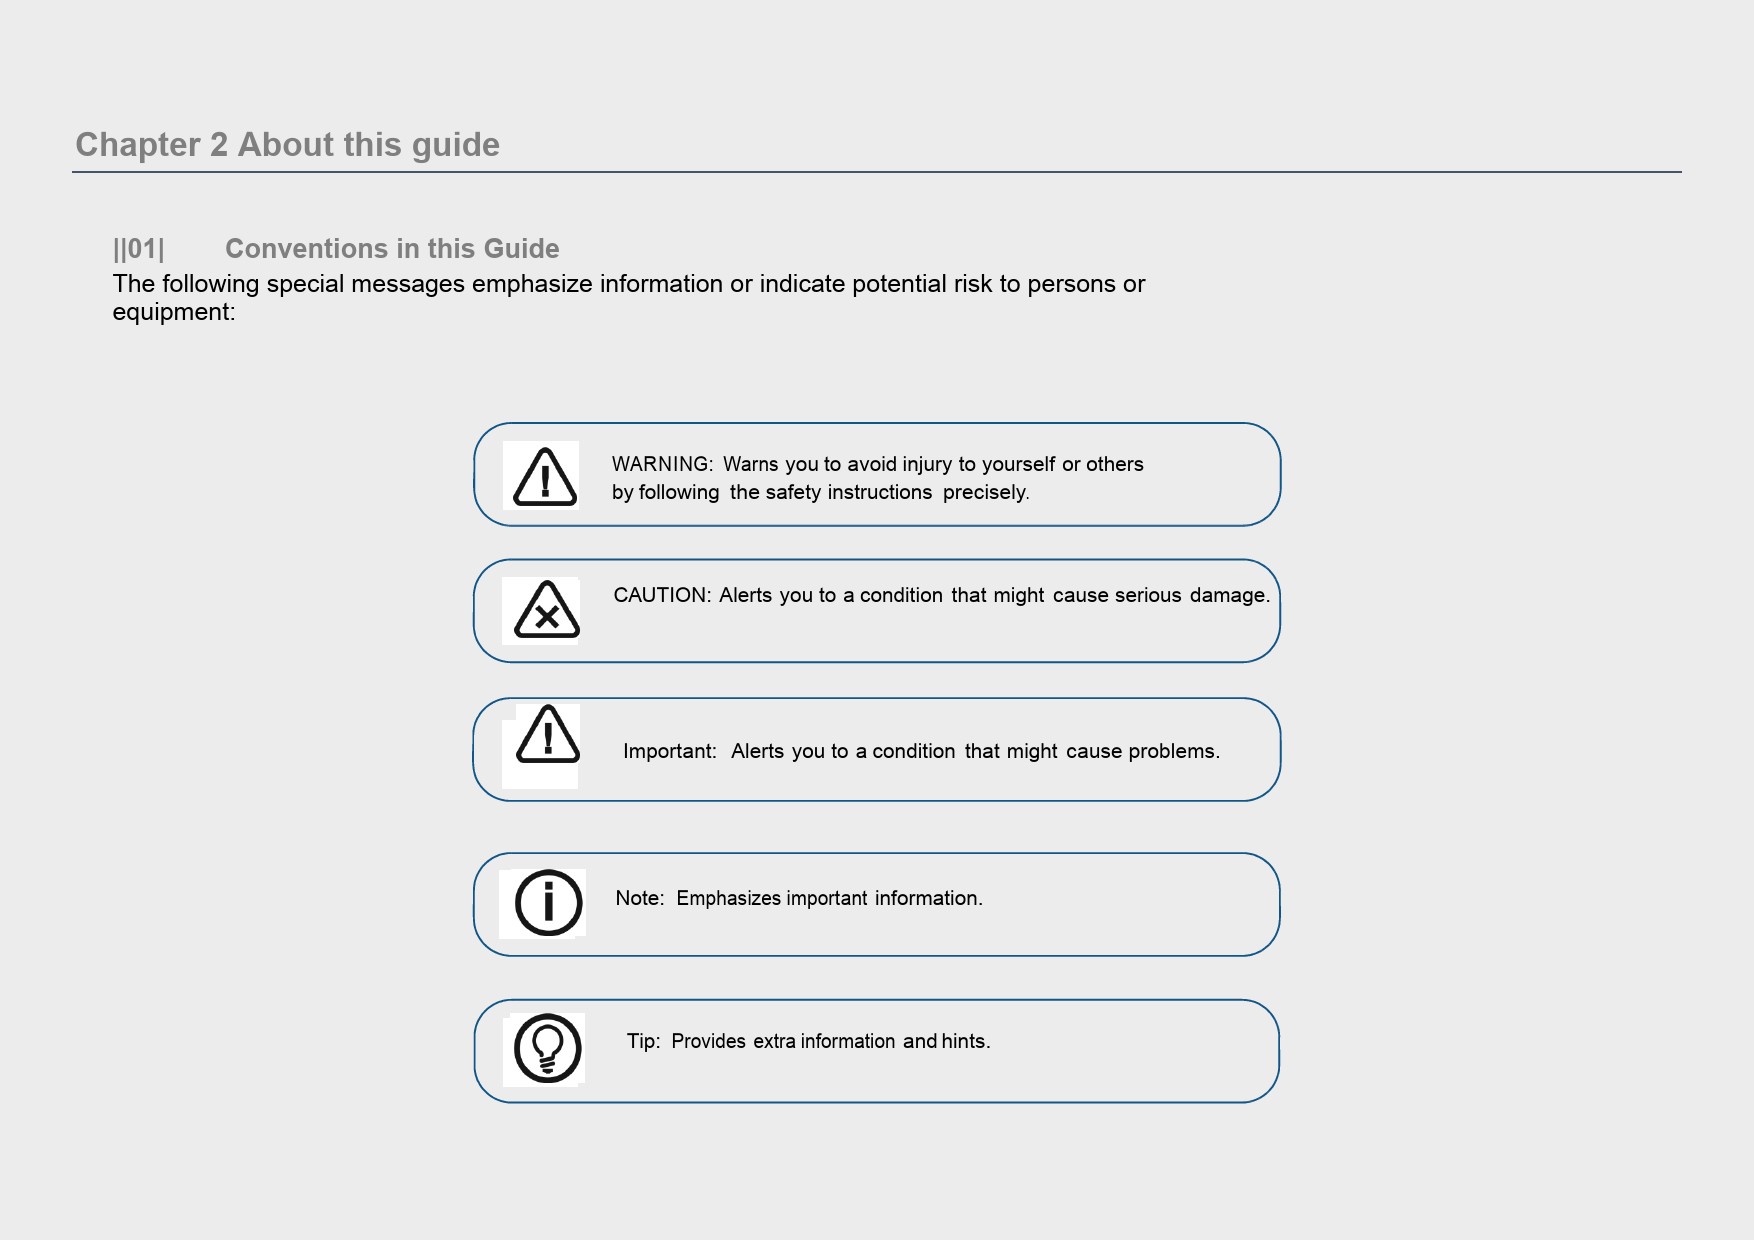 Chapter 2 About this guide
||01| Conventions in this Guide
The following special messages emphasize information or indicate potential risk to persons or
equipment:
WARNING: Warns you to avoid injury to yourself or others
by following the safety instructions precisely.
CAUTION: Alerts you to a condition that might cause serious damage.
Important: Alerts you to a condition that might cause problems.
Note: Emphasizes important information.
Tip: Provides extra information and hints.